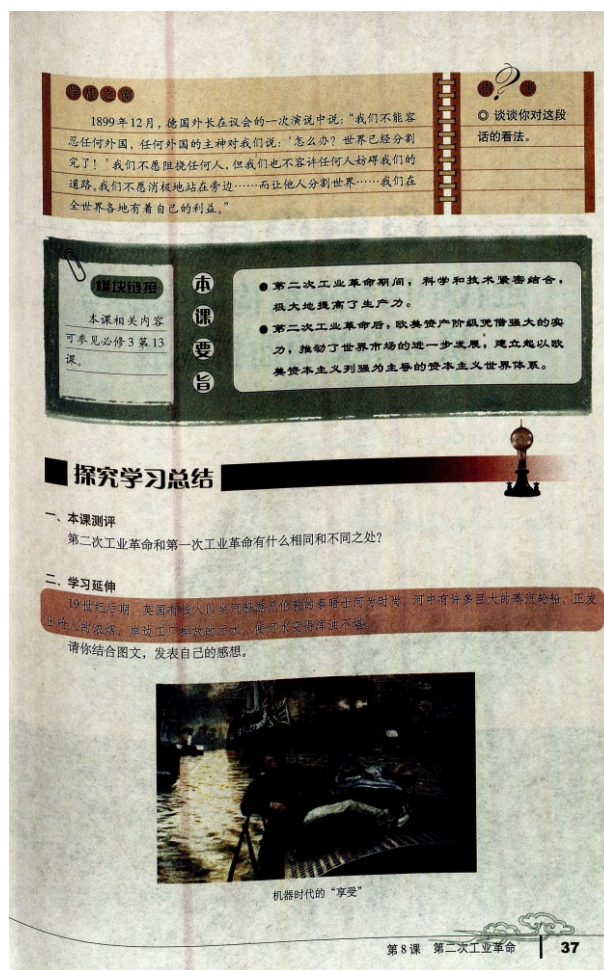 学思之窗
1899年12月，德国外长在议会的一次演说中说：“我们不能容
忍任何外国，任何外国的主神对我们说：‘怎么办？世界已经分割
完了！’我们不愿阻挠任何人，但我们也不容许任何人妨碍我们的
道路。我们不愿消极地站在旁边……而让他人分割世界……我们在
全世界各地有着自己的利益。”
思?考
◎ 谈谈你对这段
话的看法。
模块链接
本课相关内容
可参见必修3第13
课。
本
课
要
旨
● 第二次工业革命期间，科学和技术紧密结合，
极大地提高了生产力。
● 第二次工业革命后，欧美资产阶级凭借强大的实
力，推动了世界市场的进一步发展，建立起以欧
美资本主义列强为主导的资本主义世界体系。
探究学习总结
一、本课测评
第二次工业革命和第一次工业革命有什么相同和不同之处？
二、学习延伸
19世纪后期，英国有钱人以坐汽艇游览伦敦的泰晤士河为时尚。河中有许多巨大的蒸汽轮船，正发
出呛人的浓烟，岸边工厂排放的污水，使河水变得浑浊不堪。
请你结合图文，发表自己的感想。
机器时代的“享受”
第8课 第二次工业革命 37